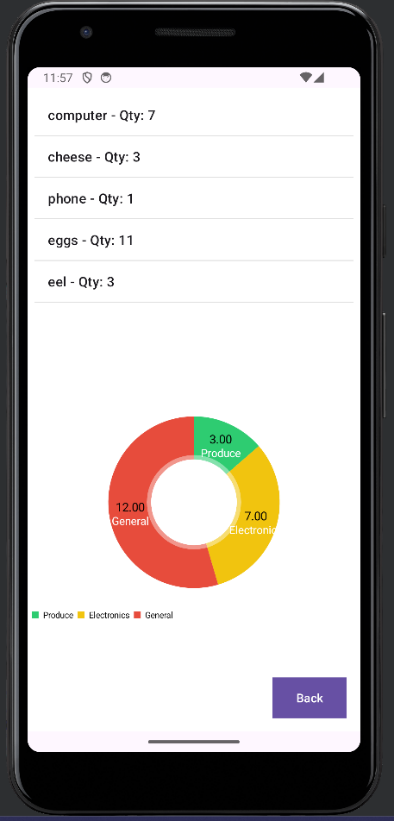 11:57
computer - Qty: 7
cheese - Qty: 3
phone - Qty: 1
eggs - Qty: 11
eel - Qty: 3
3.00
Produce
12.00
General
7.00
Electronic
Produce Electronics General
Back